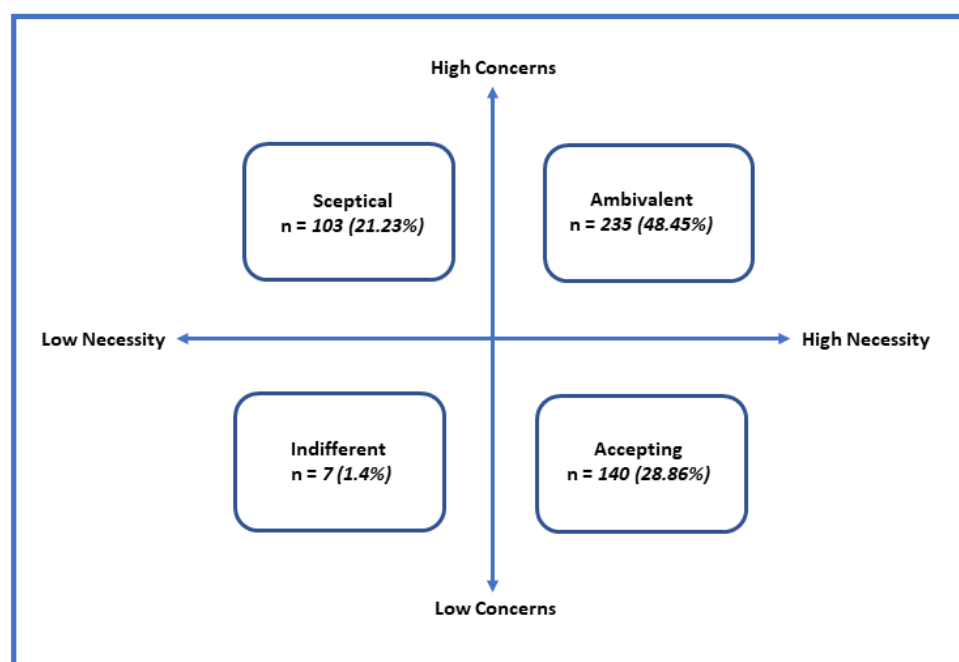 High Concerns
Sceptical
n = 103 (21.23%)
Ambivalent
n = 235 (48.45%)
Low Necessity
High Necessity
Indifferent
n = 7 (1.4%)
Accepting
n = 140 (28.86%)
Low Concerns